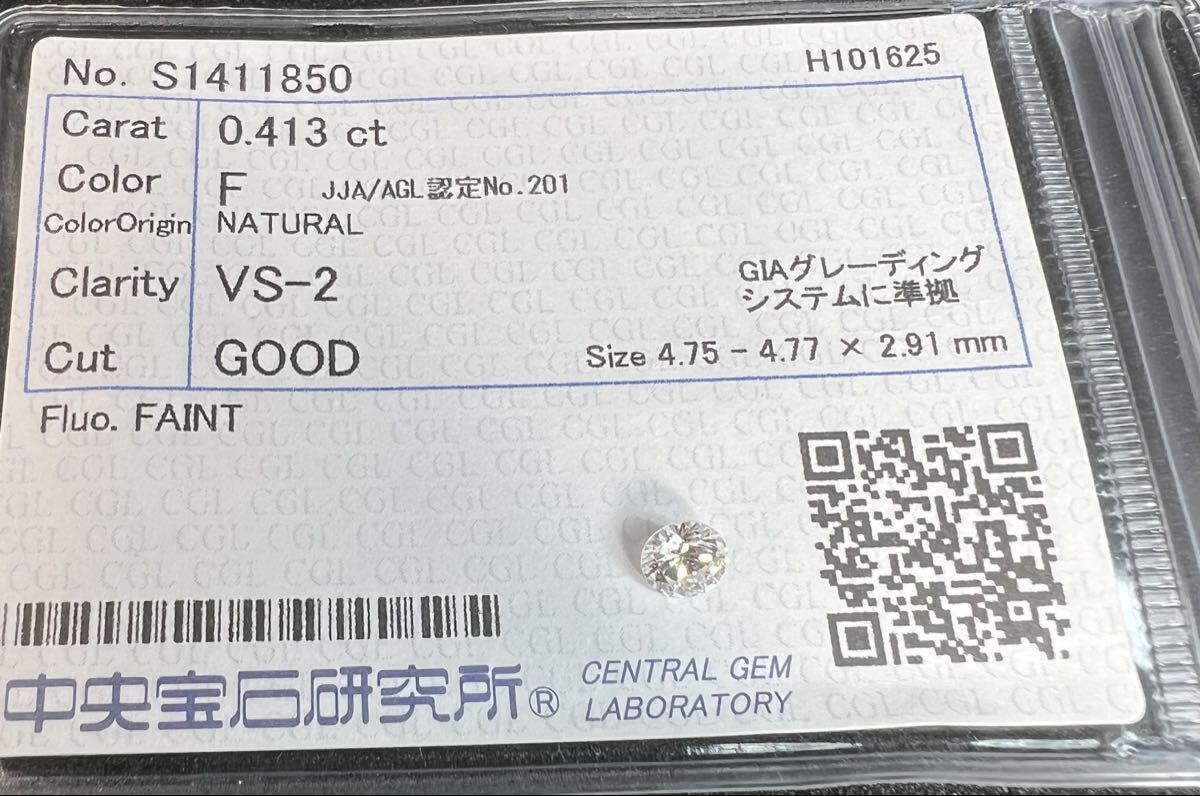 No. S1411850
H101625
Carat 0.413 ct
Color F JJA/AGL認定No.201
ColorOrigin NATURAL
Clarity VS-2
GIAグレーディング
システムに準拠
Cut GOOD Size 4.75 - 4.77 × 2.91 mm
Fluo. FAINT
中央宝石研究所®
CENTRAL GEM
LABORATORY